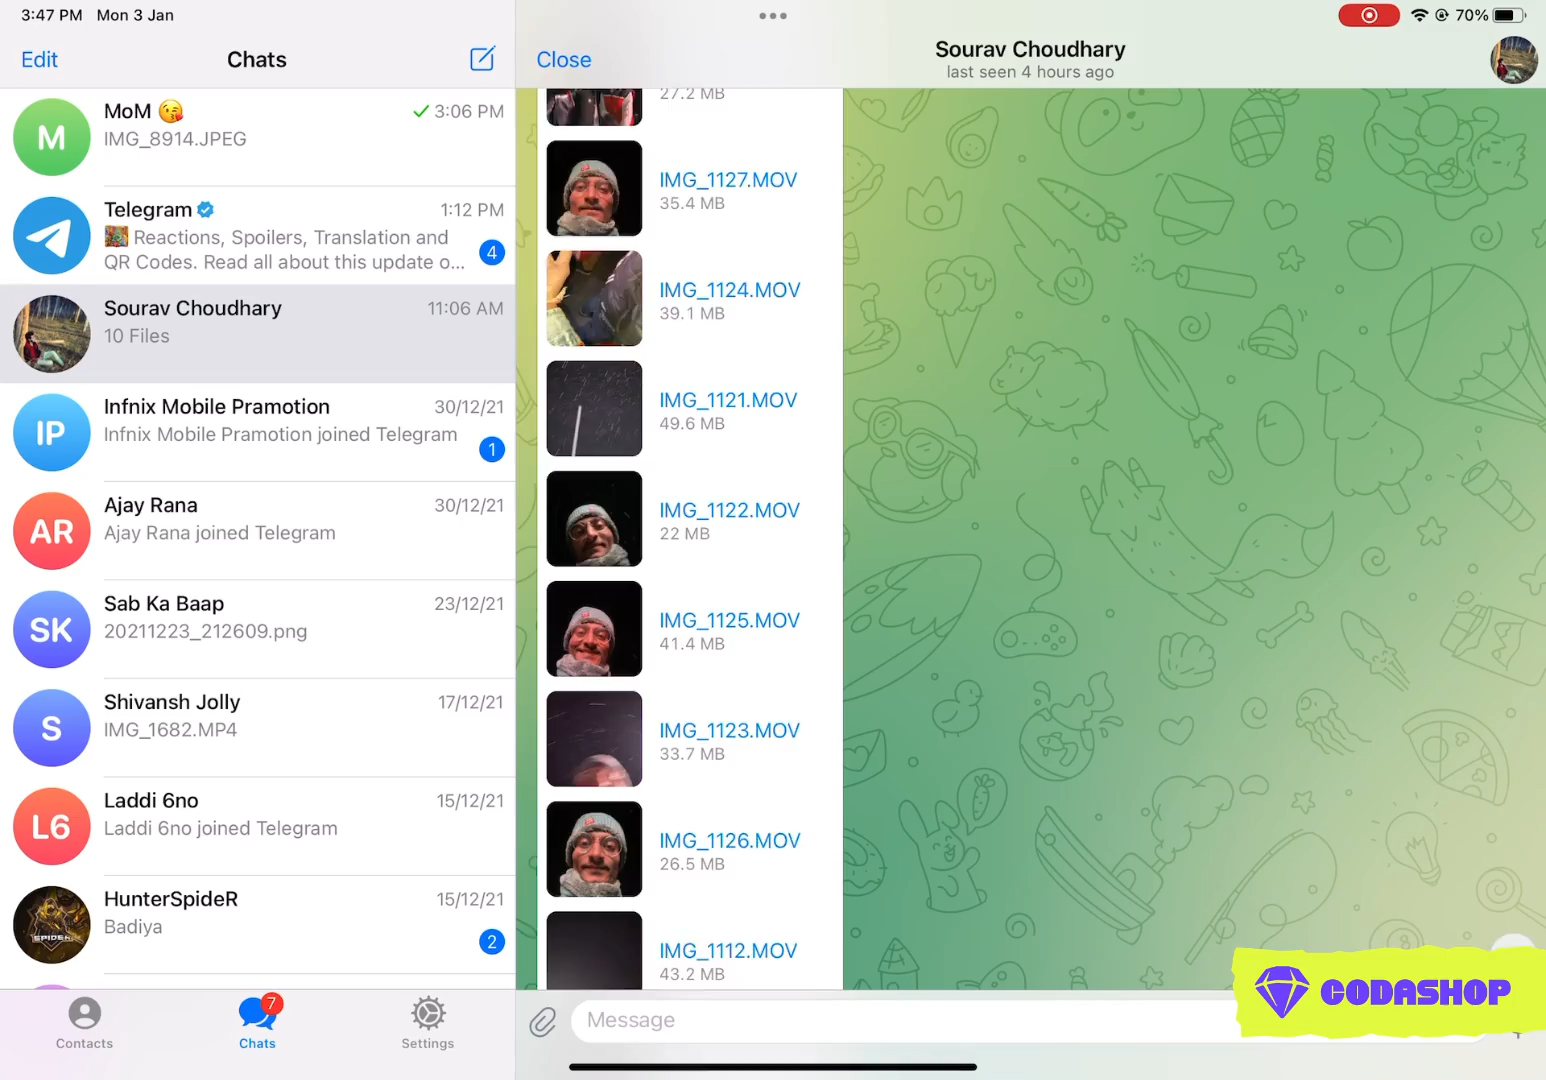 3:47 PM Mon 3 Jan
70%
Edit
Chats
Close
Sourav Choudhary
last seen 4 hours ago
M
MoM 😘
3:06 PM
IMG_8914.JPEG
Telegram
1:12 PM
Reactions, Spoilers, Translation and
QR Codes. Read all about this update o...
4
Sourav Choudhary
11:06 AM
10 Files
IP
Infnix Mobile Pramotion
30/12/21
Infnix Mobile Pramotion joined Telegram
1
AR
Ajay Rana
30/12/21
Ajay Rana joined Telegram
SK
Sab Ka Baap
23/12/21
20211223_212609.png
S
Shivansh Jolly
17/12/21
IMG_1682.MP4
L6
Laddi 6no
15/12/21
Laddi 6no joined Telegram
SPIDER
HunterSpideR
15/12/21
Badiya
2
Contacts
7
Chats
Settings
27.2 MB
IMG_1127.MOV
35.4 MB
IMG_1124.MOV
39.1 MB
IMG_1121.MOV
49.6 MB
IMG_1122.MOV
22 MB
IMG_1125.MOV
41.4 MB
IMG_1123.MOV
33.7 MB
IMG_1126.MOV
26.5 MB
IMG_1112.MOV
43.2 MB
Message
CODASHOP